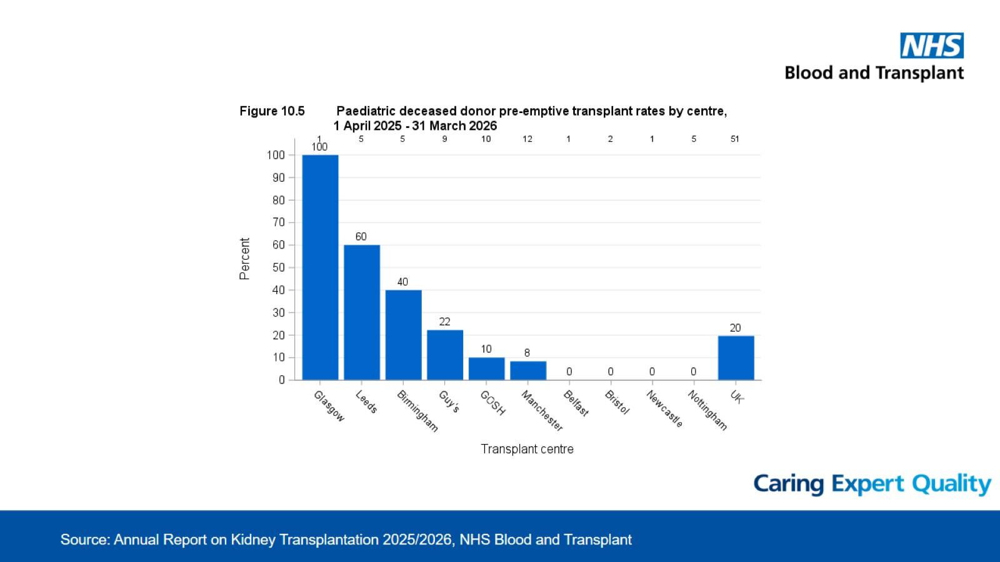 NHS
Blood and Transplant
Figure 10.5 Paediatric deceased donor pre-emptive transplant rates by centre,
1 April 2025 - 31 March 2026
1 5 5 9 10 12 1 2 1 5 51
100
100
90
80
70
60
50
40
30
20
10
0
Percent
60
40
22
10
8
0
0
0
0
20
Glasgow
Leeds
Birmingham
Guy's
GOSH
Manchester
Belfast
Bristol
Newcastle
Nottingham
UK
Transplant centre
Caring Expert Quality
Source: Annual Report on Kidney Transplantation 2025/2026, NHS Blood and Transplant